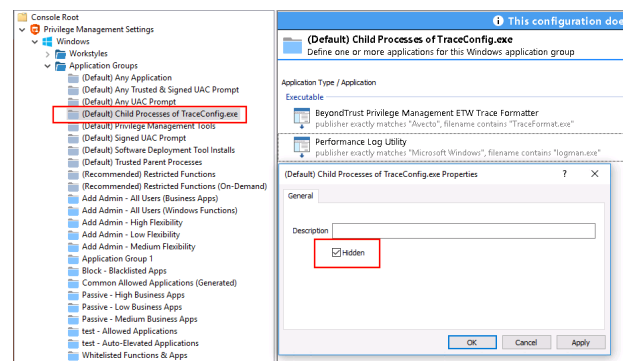 Console Root
Privilege Management Settings
Windows
Workstyles
Application Groups
(Default) Any Application
(Default) Any Trusted & Signed UAC Prompt
(Default) Any UAC Prompt
(Default) Child Processes of TraceConfig.exe
(Default) Privilege Management Tools
(Default) Signed UAC Prompt
(Default) Software Deployment Tool Installs
(Default) Trusted Parent Processes
(Recommended) Restricted Functions
(Recommended) Restricted Functions (On-Demand)
Add Admin - All Users (Business Apps)
Add Admin - All Users (Windows Functions)
Add Admin - High Flexibility
Add Admin - Low Flexibility
Add Admin - Medium Flexibility
Application Group 1
Block - Blacklisted Apps
Common Allowed Applications (Generated)
Passive - High Business Apps
Passive - Low Business Apps
Passive - Medium Business Apps
test - Allowed Applications
test - Auto-Elevated Applications
Whitelisted Functions & Apps
This configuration doe
(Default) Child Processes of TraceConfig.exe
Define one or more applications for this Windows application group
Application Type / Application
Executable
BeyondTrust Privilege Management ETW Trace Formatter
publisher exactly matches "Avecto", filename contains "TraceFormat.exe"
Performance Log Utility
publisher exactly matches "Microsoft Windows", filename contains "logman.exe"
(Default) Child Processes of TraceConfig.exe Properties ? X
General
Description
Hidden
OK Cancel Apply